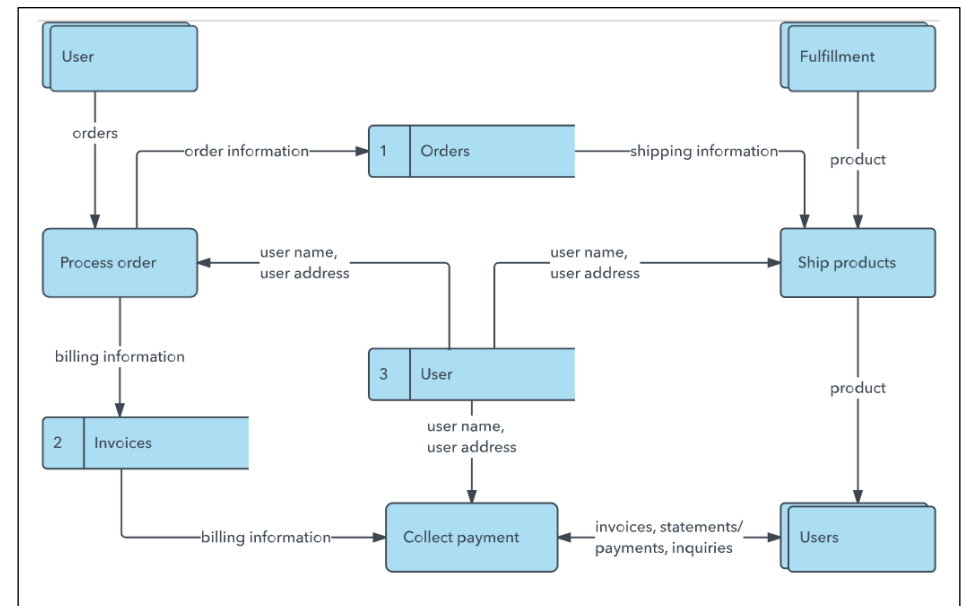 User
Fulfillment
orders
order information
1 Orders
shipping information
product
Process order
user name,
user address
user name,
user address
Ship products
billing information
3 User
product
2 Invoices
user name,
user address
billing information
Collect payment
invoices, statements/
payments, inquiries
Users